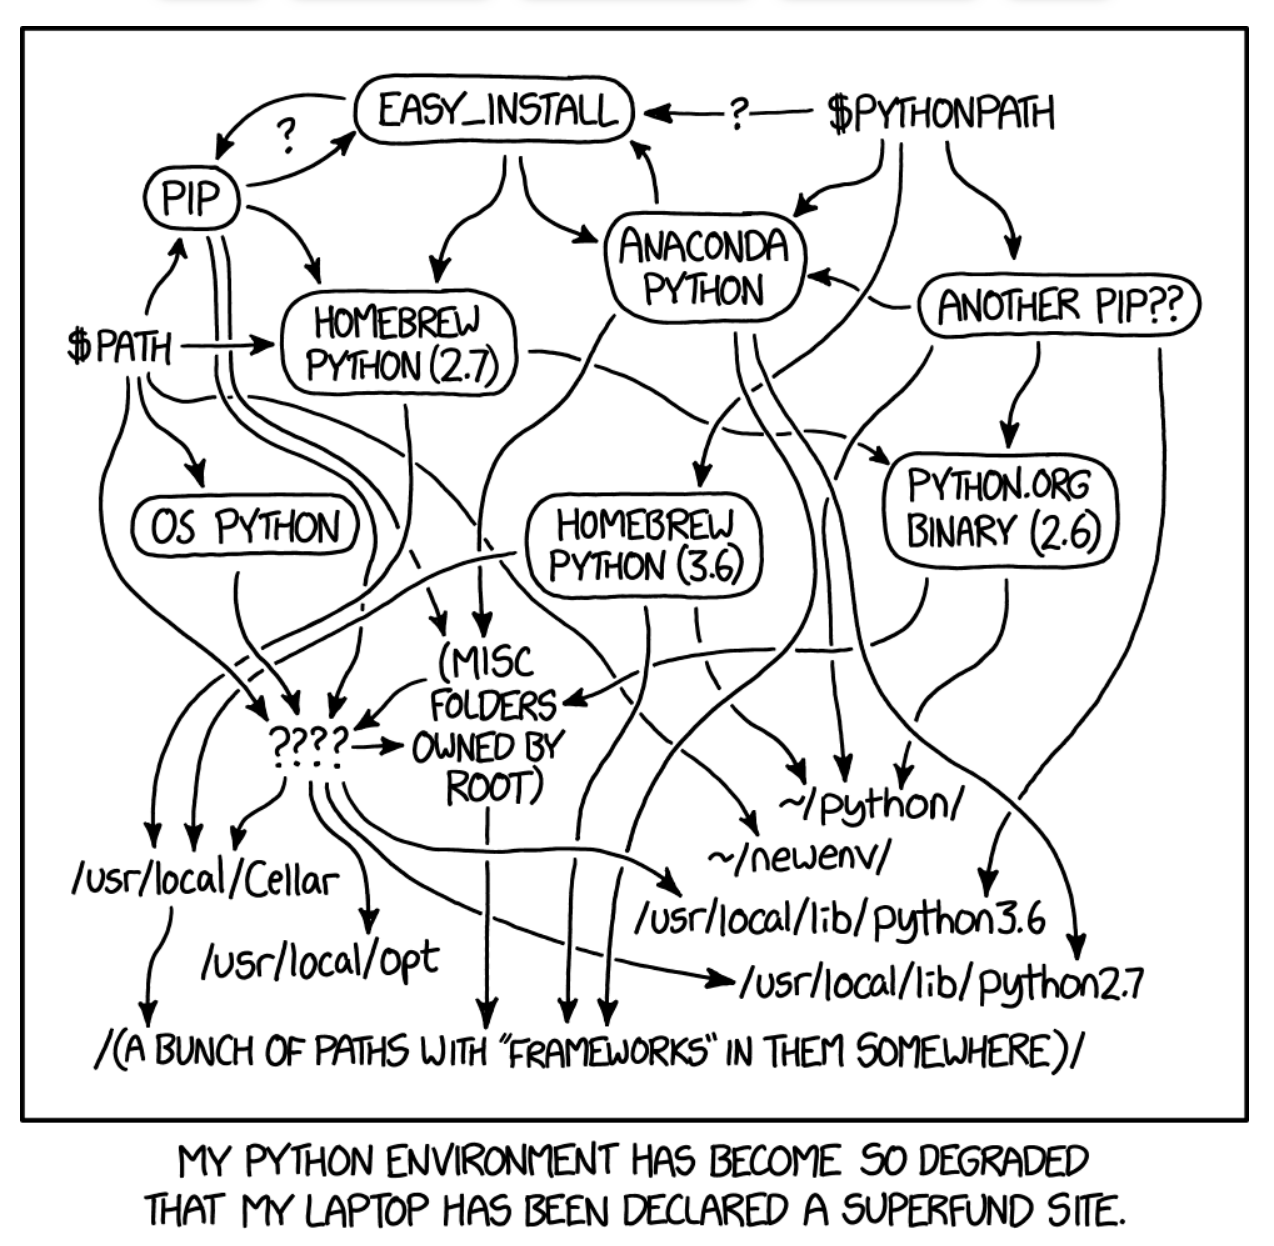 EASY_INSTALL
?
$PYTHONPATH
?
PIP
ANACONDA
PYTHON
ANOTHER PIP??
HOMEBREW
PYTHON (2.7)
$PATH
OS PYTHON
HOMEBREW
PYTHON (3.6)
PYTHON.ORG
BINARY (2.6)
(MISC
FOLDERS
OWNED BY
ROOT)
????
~/python/
~/newenv/
/usr/local/Cellar
/usr/local/lib/python3.6
/usr/local/opt
/usr/local/lib/python2.7
/(A BUNCH OF PATHS WITH "FRAMEWORKS" IN THEM SOMEWHERE)/
MY PYTHON ENVIRONMENT HAS BECOME SO DEGRADED
THAT MY LAPTOP HAS BEEN DECLARED A SUPERFUND SITE.